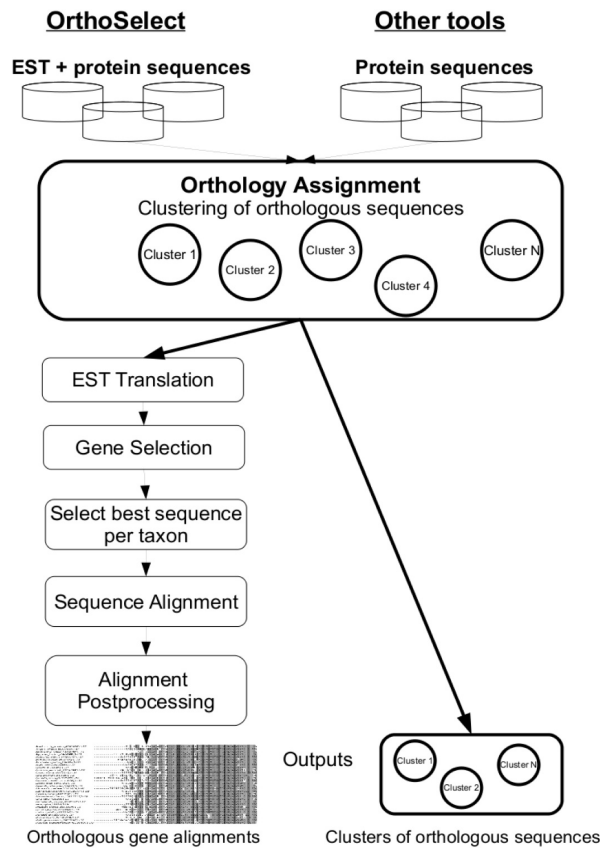 OrthoSelect
Other tools
EST + protein sequences
Protein sequences
Orthology Assignment
Clustering of orthologous sequences
Cluster 1
Cluster 2
Cluster 3
Cluster 4
Cluster N
EST Translation
Gene Selection
Select best sequence
per taxon
Sequence Alignment
Alignment
Postprocessing
Outputs
Cluster 1
Cluster 2
Cluster N
Orthologous gene alignments
Clusters of orthologous sequences